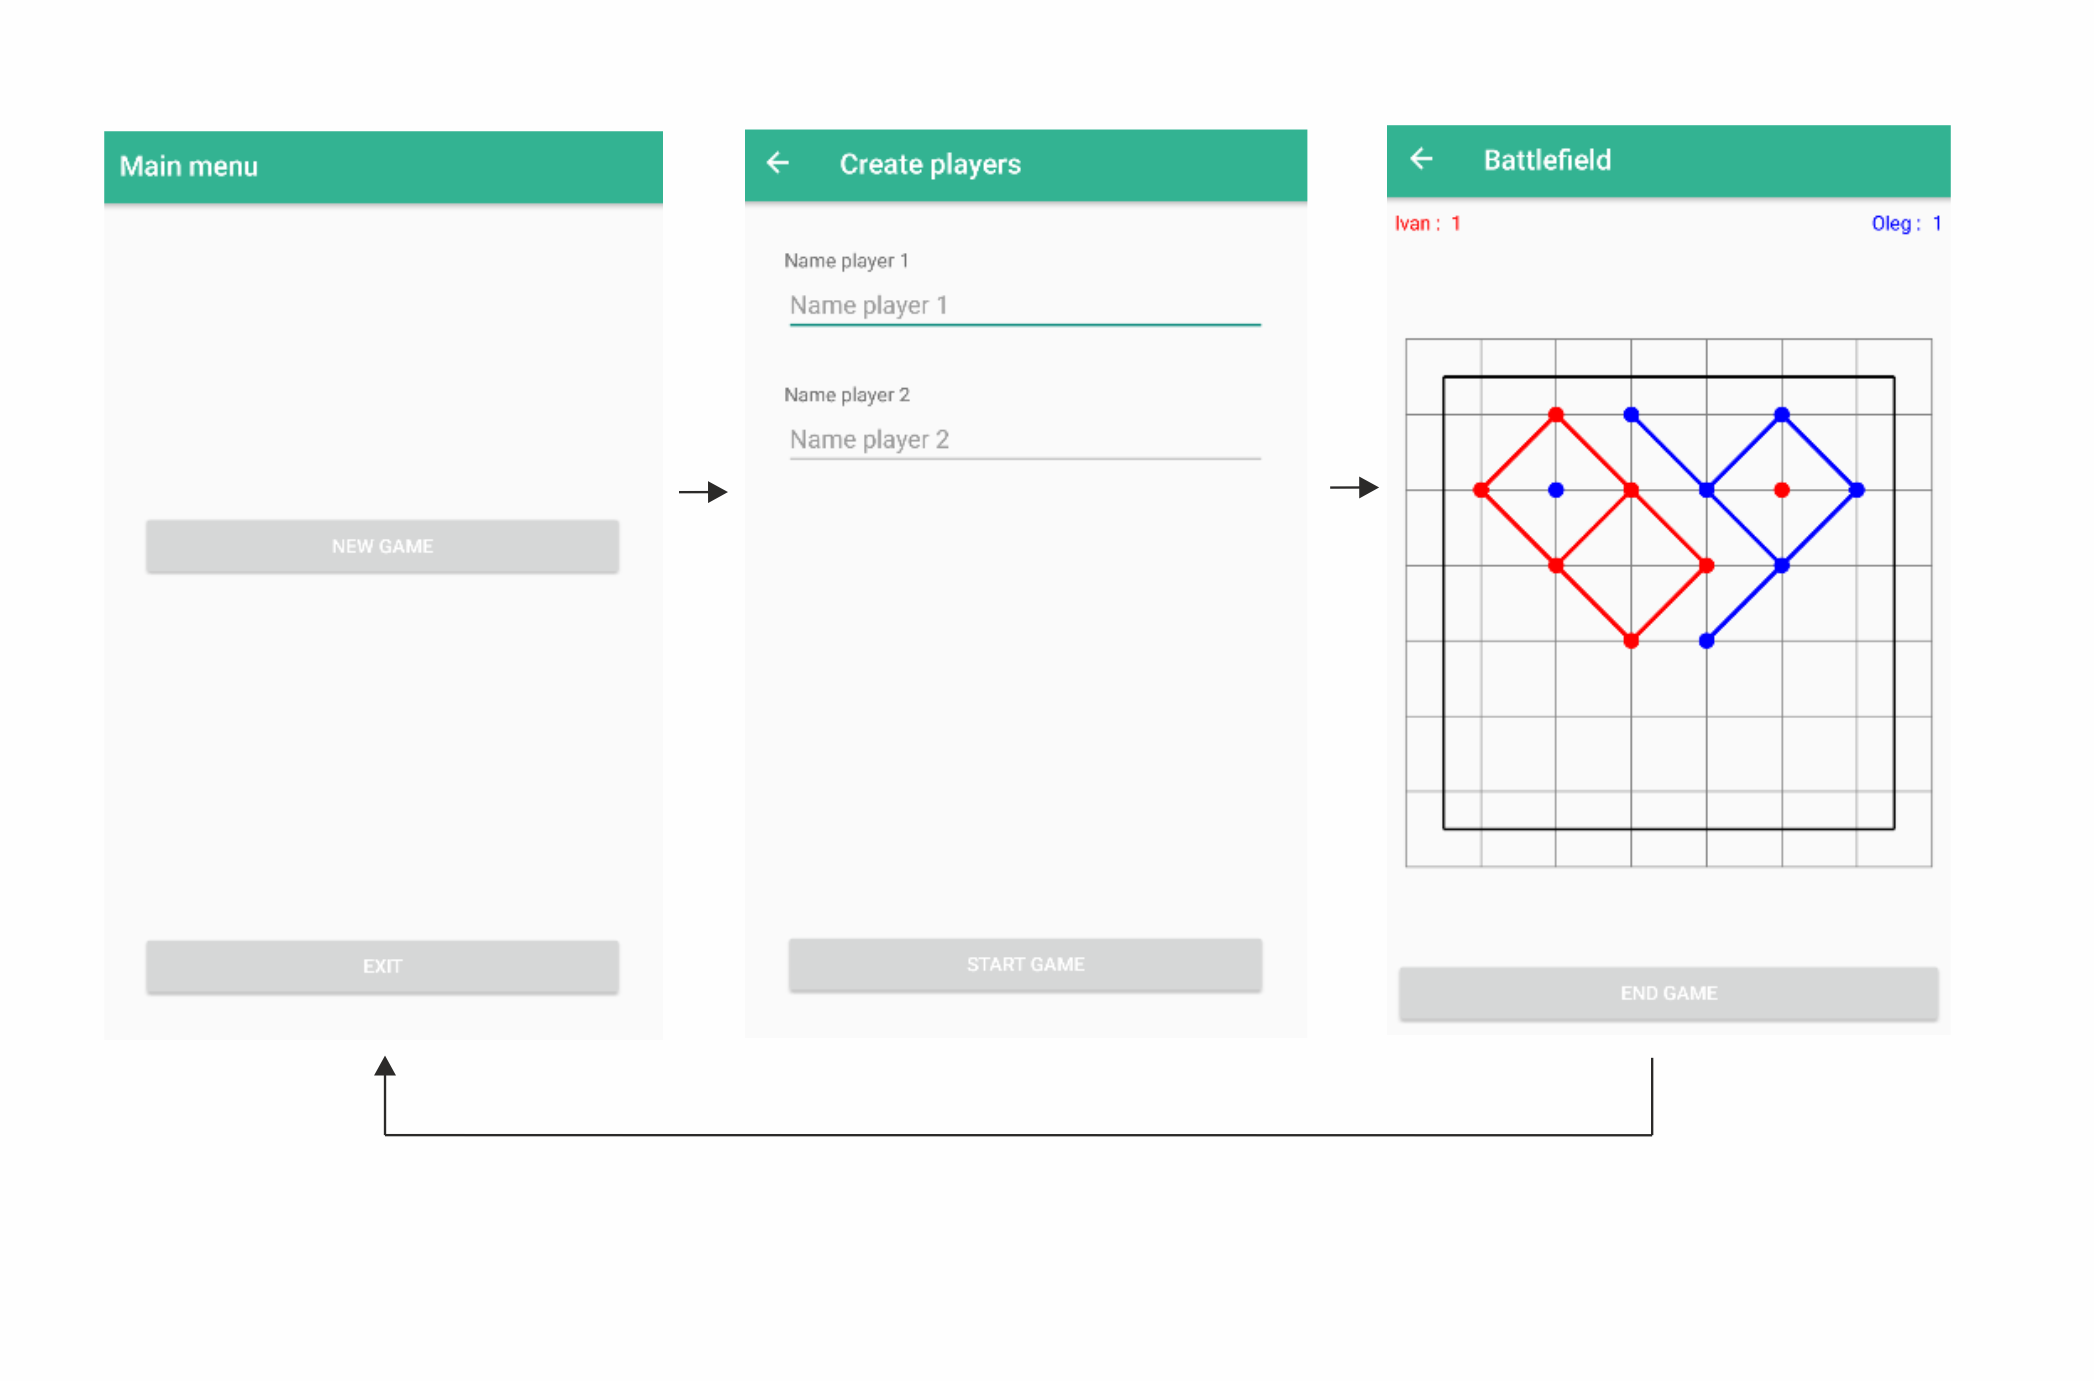 Main menu
NEW GAME
EXIT
Create players
Name player 1
Name player 1
Name player 2
Name player 2
START GAME
Battlefield
Ivan : 1
Oleg : 1
END GAME